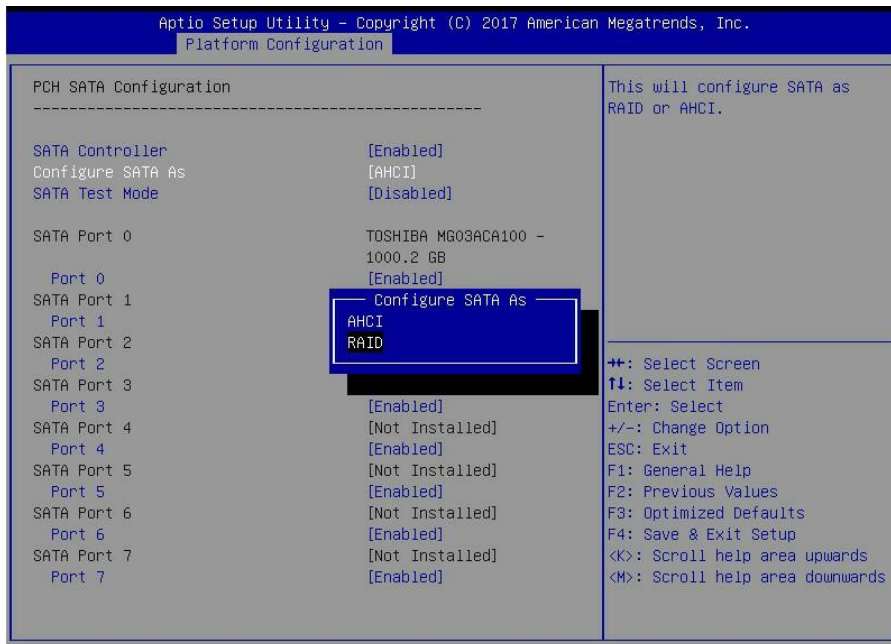 Aptio Setup Utility – Copyright (C) 2017 American Megatrends, Inc.
Platform Configuration
PCH SATA Configuration
--------------------------------------------------
SATA Controller [Enabled]
Configure SATA As [AHCI]
SATA Test Mode [Disabled]
SATA Port 0 TOSHIBA MG03ACA100 –
1000.2 GB
Port 0 [Enabled]
SATA Port 1
Port 1
SATA Port 2
Port 2
SATA Port 3
Port 3 [Enabled]
SATA Port 4 [Not Installed]
Port 4 [Enabled]
SATA Port 5 [Not Installed]
Port 5 [Enabled]
SATA Port 6 [Not Installed]
Port 6 [Enabled]
SATA Port 7 [Not Installed]
Port 7 [Enabled]
Configure SATA As
AHCI
RAID
This will configure SATA as
RAID or AHCI.
→←: Select Screen
↑↓: Select Item
Enter: Select
+/-: Change Option
ESC: Exit
F1: General Help
F2: Previous Values
F3: Optimized Defaults
F4: Save & Exit Setup
<K>: Scroll help area upwards
<M>: Scroll help area downwards